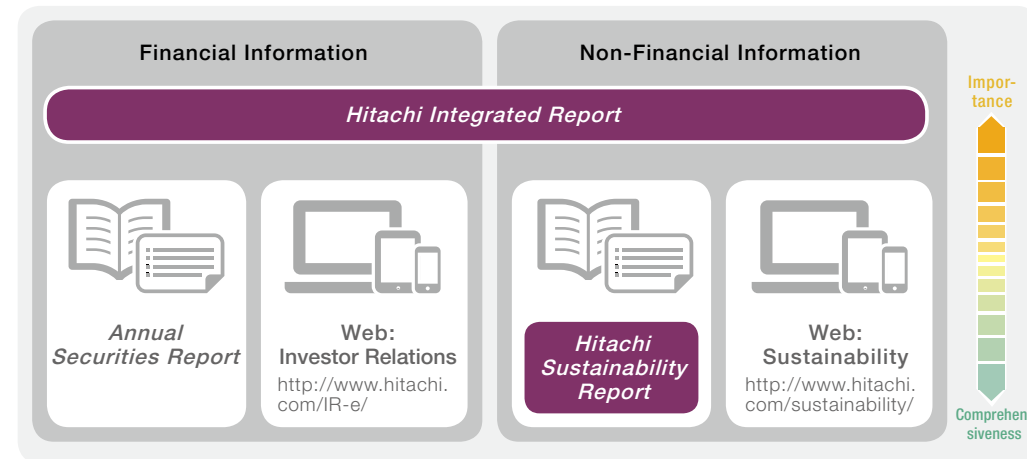 Financial Information
Non-Financial Information
Hitachi Integrated Report
Annual
Securities Report
Web:
Investor Relations
http://www.hitachi.
com/IR-e/
Hitachi
Sustainability
Report
Web:
Sustainability
http://www.hitachi.
com/sustainability/
Impor-
tance
Comprehen
siveness